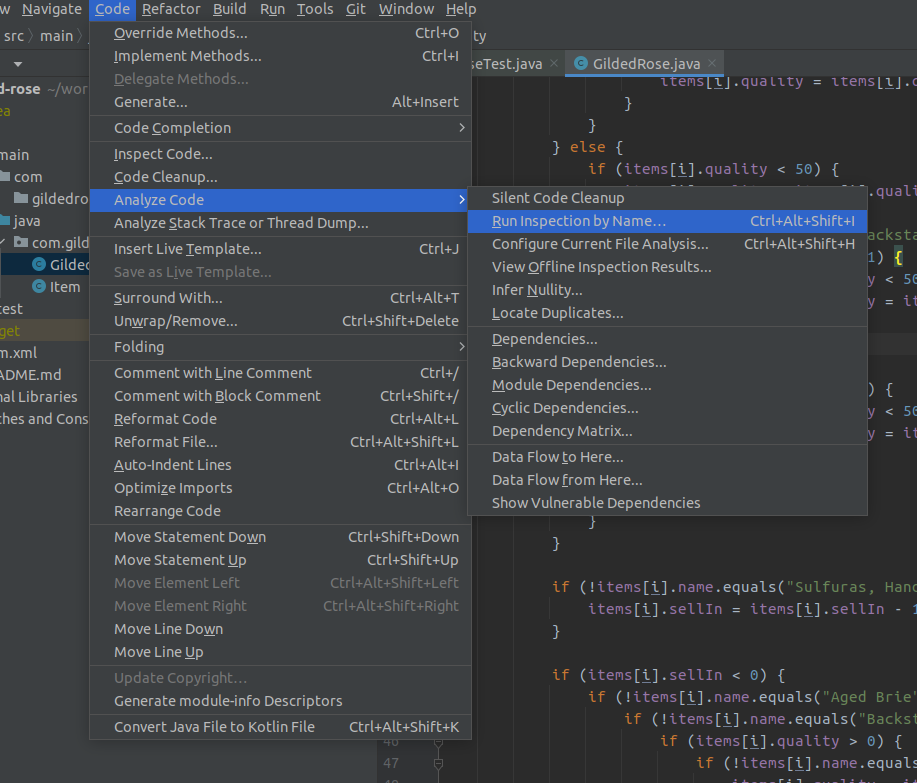 w Navigate Code Refactor Build Run Tools Git Window Help
src main
ty
Override Methods... Ctrl+O
Implement Methods... Ctrl+I
Delegate Methods...
Generate... Alt+Insert
Code Completion
Inspect Code...
Code Cleanup...
Analyze Code
Analyze Stack Trace or Thread Dump...
Insert Live Template... Ctrl+J
Save as Live Template...
Surround With... Ctrl+Alt+T
Unwrap/Remove... Ctrl+Shift+Delete
Folding
Comment with Line Comment Ctrl+/
Comment with Block Comment Ctrl+Shift+/
Reformat Code Ctrl+Alt+L
Reformat File... Ctrl+Alt+Shift+L
Auto-Indent Lines Ctrl+Alt+I
Optimize Imports Ctrl+Alt+O
Rearrange Code
Move Statement Down Ctrl+Shift+Down
Move Statement Up Ctrl+Shift+Up
Move Element Left Ctrl+Alt+Shift+Left
Move Element Right Ctrl+Alt+Shift+Right
Move Line Down
Move Line Up
Update Copyright...
Generate module-info Descriptors
Convert Java File to Kotlin File Ctrl+Alt+Shift+K
Silent Code Cleanup
Run Inspection by Name... Ctrl+Alt+Shift+I
Configure Current File Analysis... Ctrl+Alt+Shift+H
View Offline Inspection Results...
Infer Nullity...
Locate Duplicates...
Dependencies...
Backward Dependencies...
Module Dependencies...
Cyclic Dependencies...
Dependency Matrix...
Data Flow to Here...
Data Flow from Here...
Show Vulnerable Dependencies
d-rose ~/wor
ea
main
com
gildedro
java
com.gild
Gilded
Item
test
get
m.xml
ADME.md
nal Libraries
ches and Cons
seTest.java GildedRose.java
items[i].quality = items[i].q
}
}
} else {
if (items[i].quality < 50) {
.quali
acksta
1) {
y < 50
y = it
) {
y < 50
y = it
}
}
if (!items[i].name.equals("Sulfuras, Hand
items[i].sellIn = items[i].sellIn - 1
}
if (items[i].sellIn < 0) {
if (!items[i].name.equals("Aged Brie"
if (!items[i].name.equals("Backst
46 if (items[i].quality > 0) {
47 if (!items[i].name.equals